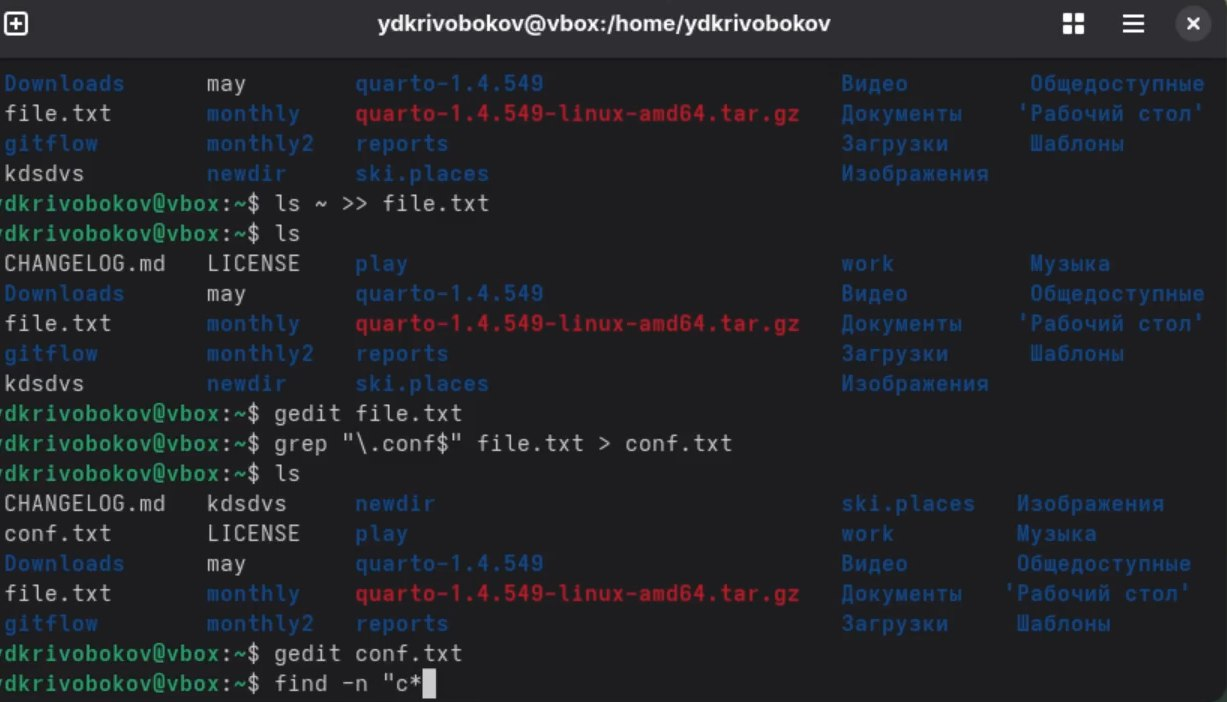 ydkrivobokov@vbox:/home/ydkrivobokov
Downloads may quarto-1.4.549 Видео Общедоступные
file.txt monthly quarto-1.4.549-linux-amd64.tar.gz Документы 'Рабочий стол'
gitflow monthly2 reports Загрузки Шаблоны
kdsdvs newdir ski.places Изображения
ydkrivobokov@vbox:~$ ls ~ >> file.txt
ydkrivobokov@vbox:~$ ls
CHANGELOG.md LICENSE play work Музыка
Downloads may quarto-1.4.549 Видео Общедоступные
file.txt monthly quarto-1.4.549-linux-amd64.tar.gz Документы 'Рабочий стол'
gitflow monthly2 reports Загрузки Шаблоны
kdsdvs newdir ski.places Изображения
ydkrivobokov@vbox:~$ gedit file.txt
ydkrivobokov@vbox:~$ grep "\.conf$" file.txt > conf.txt
ydkrivobokov@vbox:~$ ls
CHANGELOG.md kdsdvs newdir ski.places Изображения
conf.txt LICENSE play work Музыка
Downloads may quarto-1.4.549 Видео Общедоступные
file.txt monthly quarto-1.4.549-linux-amd64.tar.gz Документы 'Рабочий стол'
gitflow monthly2 reports Загрузки Шаблоны
ydkrivobokov@vbox:~$ gedit conf.txt
ydkrivobokov@vbox:~$ find -n "c*